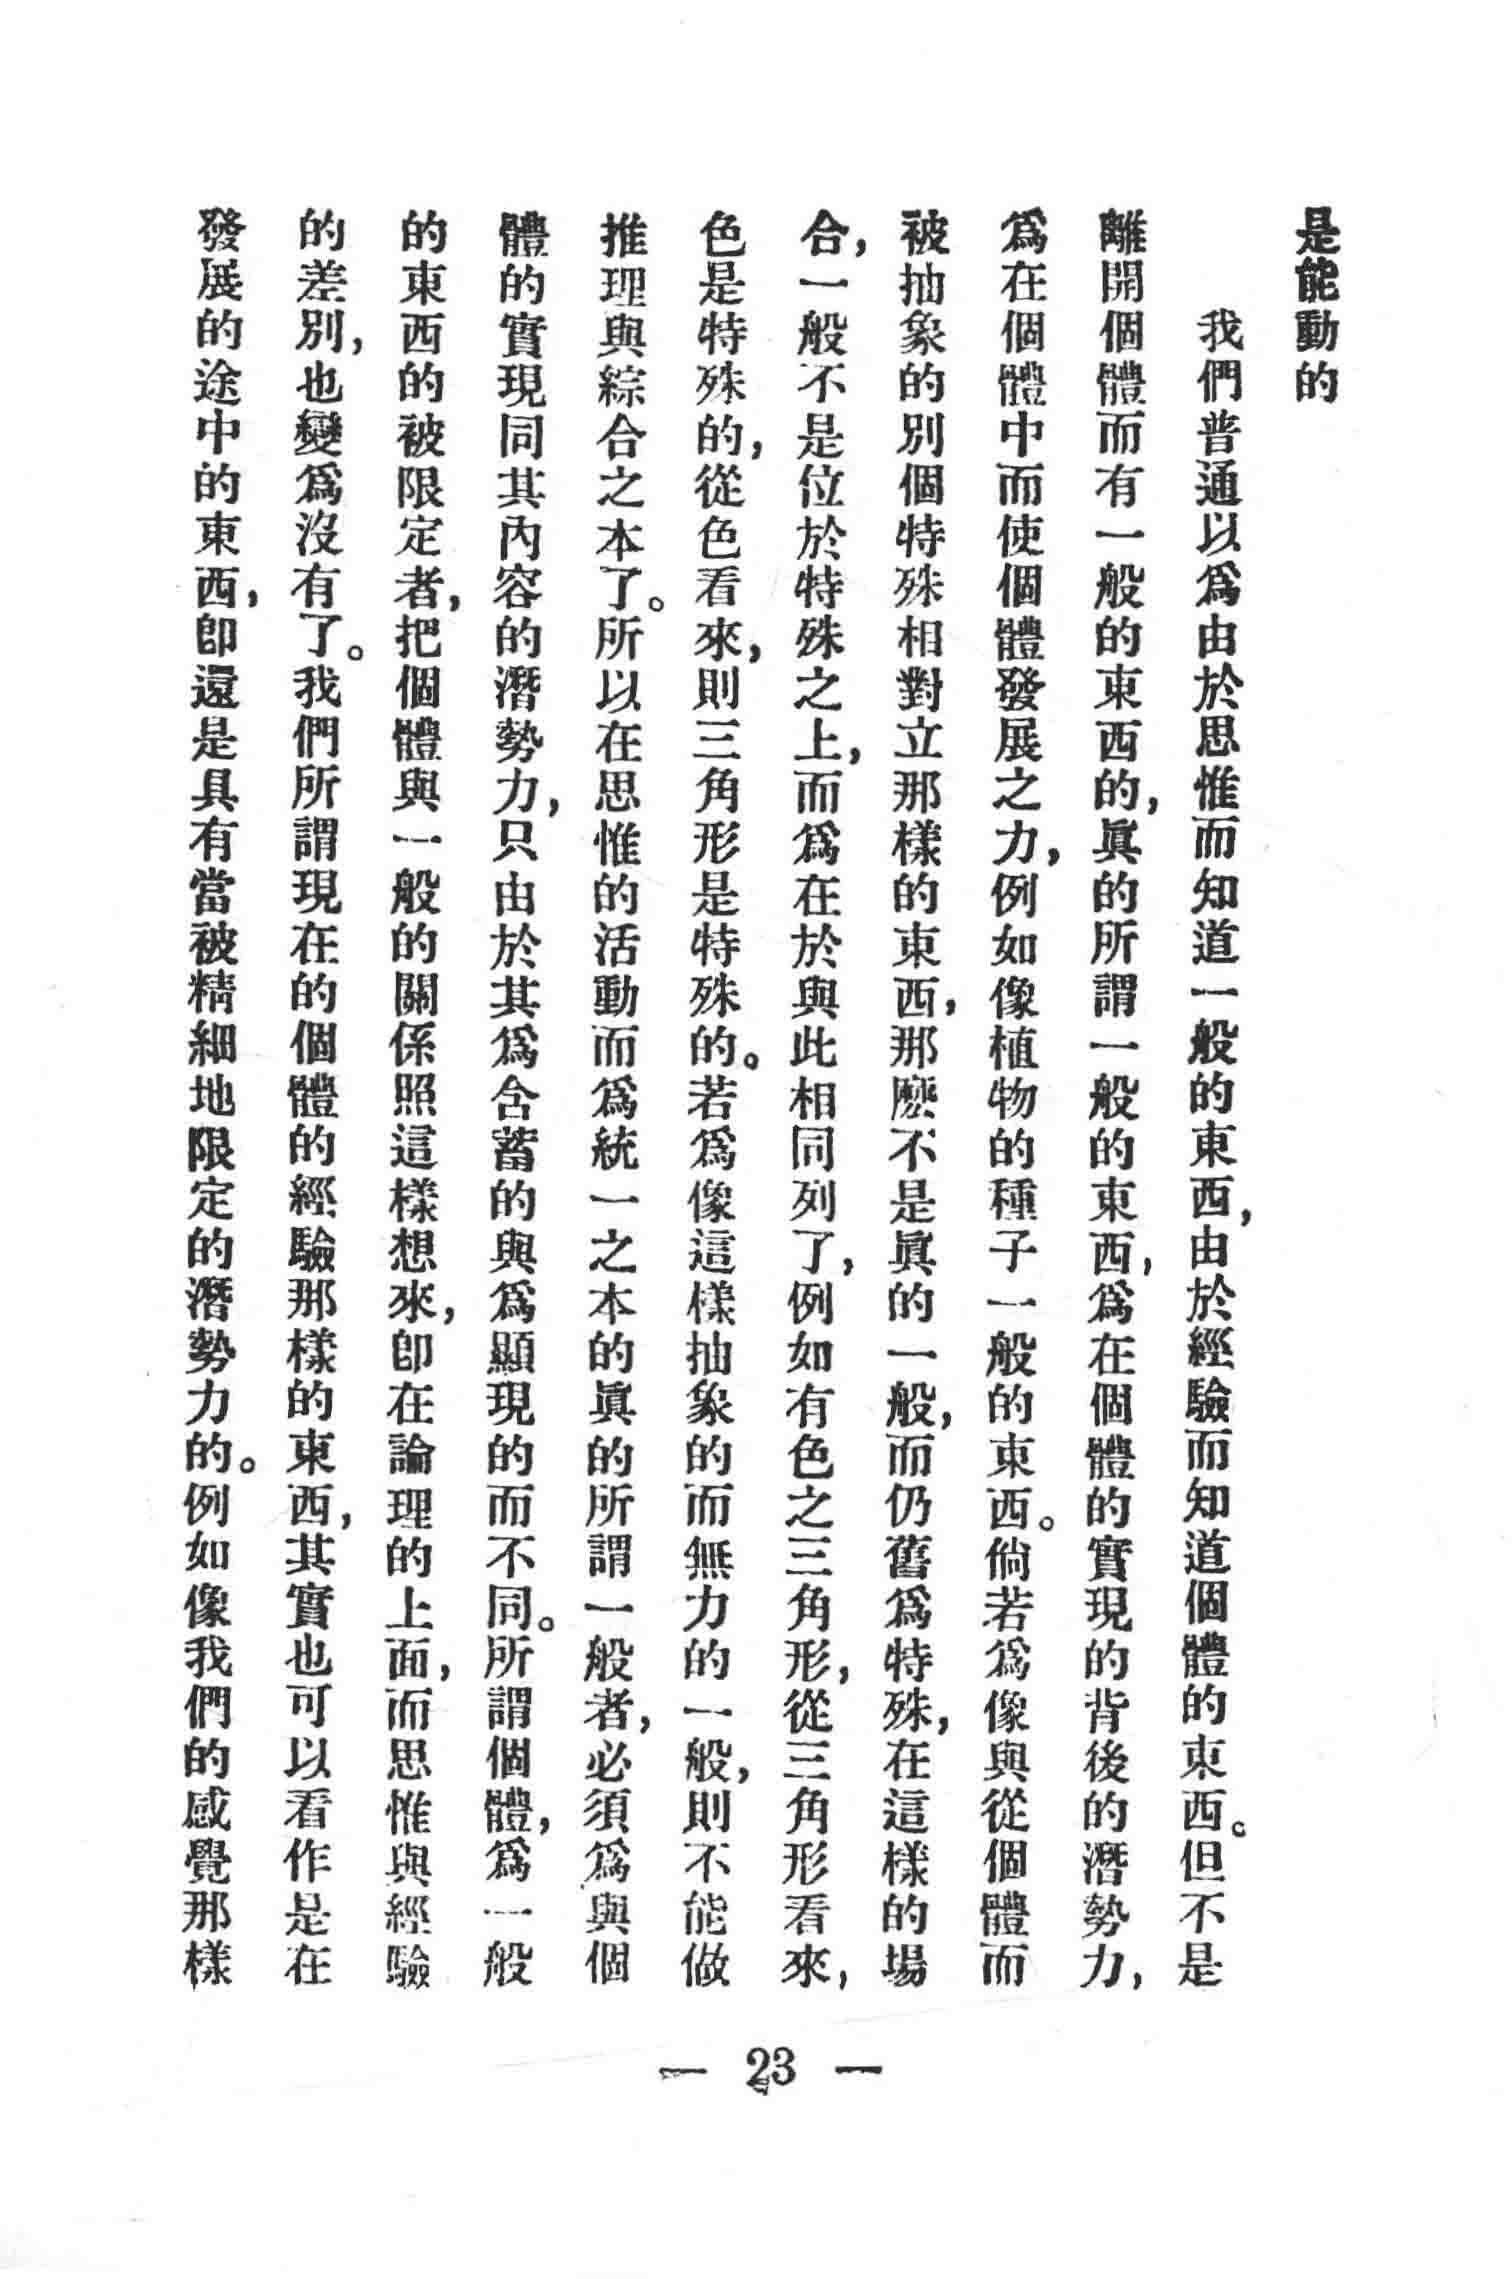 是能動的
我們普通以爲由於思惟而知道一般的東西，由於經驗而知道個體的東西。但不是
離開個體而有一般的東西的，眞的所謂一般的東西，爲在個體的實現的背後的潛勢力，
爲在個體中而使個體發展之力，例如像植物的種子一般的東西。倘若爲像與從個體而
被抽象的別個特殊相對立那樣的東西，那麽不是眞的一般，而仍舊爲特殊，在這樣的場
合，一般不是位於特殊之上，而爲在於與此相同列了，例如有色之三角形，從三角形看來，
色是特殊的，從色看來，則三角形是特殊的。若爲像這樣抽象的而無力的一般，則不能做
推理與綜合之本了。所以在思惟的活動而爲統一之本的眞的所謂一般者，必須爲與個
體的實現同其內容的潛勢力，只由於其爲含蓄的與爲顯現的而不同。所謂個體，爲一般
的東西的被限定者，把個體與一般的關係照這樣想來，卽在論理的上面，而思惟與經驗
的差別，也變爲沒有了。我們所謂現在的個體的經驗那樣的東西，其實也可以看作是在
發展的途中的東西，卽還是具有當被精細地限定的潛勢力的。例如像我們的感覺那樣
— 23 —